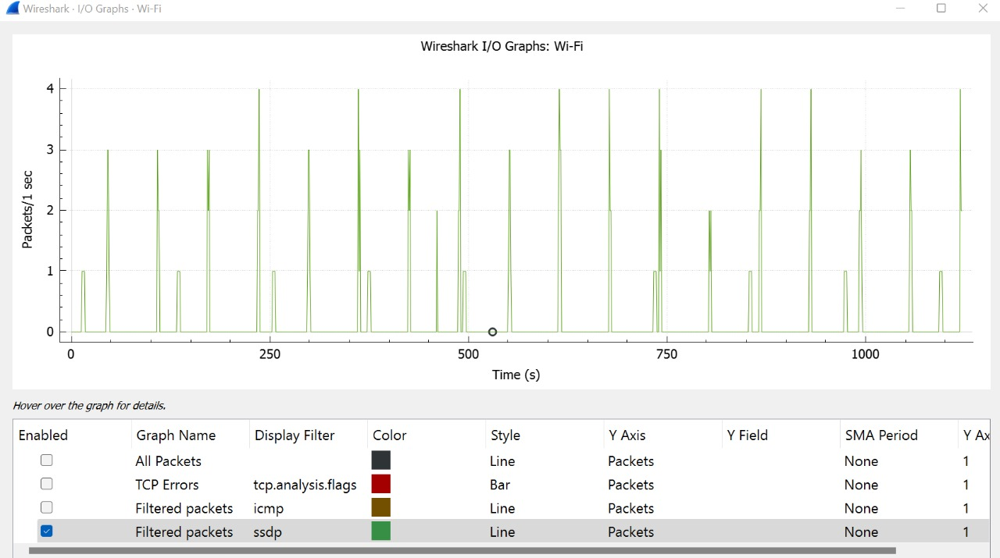 Wireshark · I/O Graphs · Wi-Fi
Wireshark I/O Graphs: Wi-Fi
4
3
2
1
0
Packets/1 sec
0 250 500 750 1000
Time (s)
Hover over the graph for details.
Enabled Graph Name Display Filter Color Style Y Axis Y Field SMA Period Y Ax
All Packets Line Packets None 1
TCP Errors tcp.analysis.flags Bar Packets None 1
Filtered packets icmp Line Packets None 1
Filtered packets ssdp Line Packets None 1